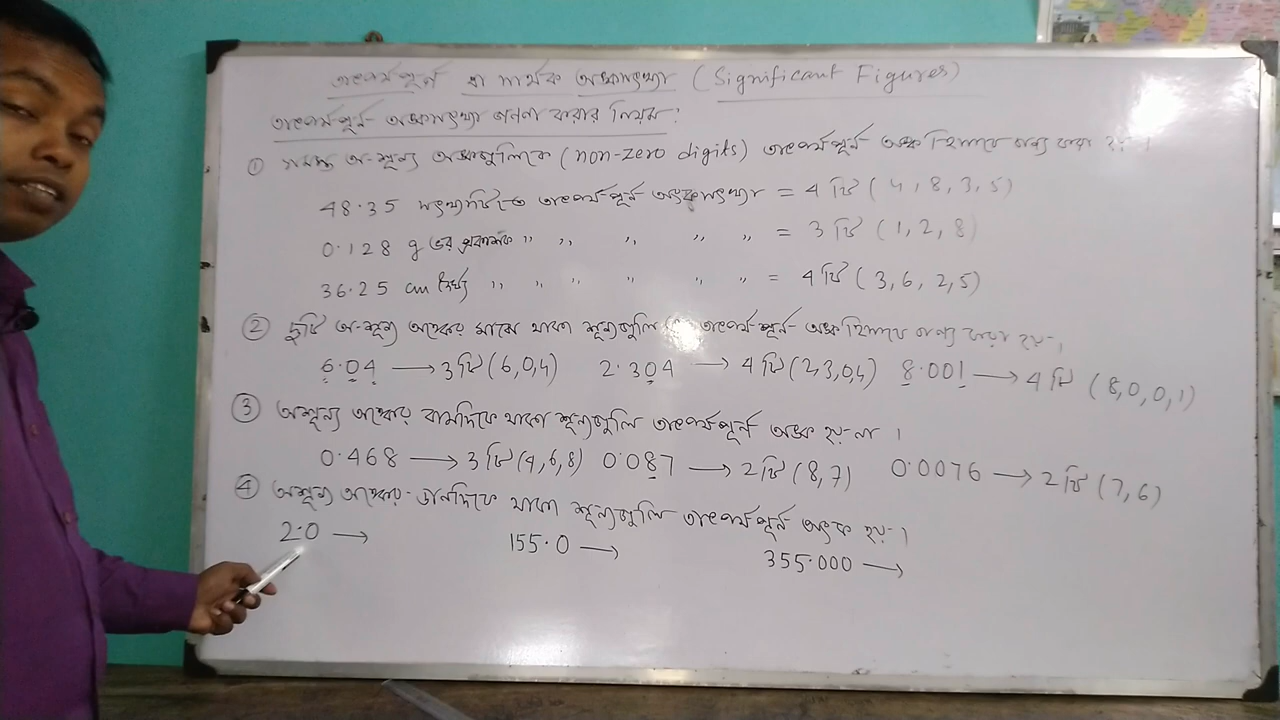 তাৎপর্যপূর্ন বা সার্থক অঙ্কসংখ্যা (Significant Figures)
তাৎপর্যপূর্ন অঙ্কসংখ্যা গননা করার নিয়ম:
① সমস্ত অ-শূন্য অঙ্কগুলিকে (non-zero digits) তাৎপর্যপূর্ন অঙ্ক হিসাবে গন্য করা হয়।
48.35 সংখ্যাটিতে তাৎপর্যপূর্ন অংকসংখ্যা = 4 টি (4, 8, 3, 5)
0.128 g ভর প্রকাশক " " " " " = 3 টি (1, 2, 8)
36.25 cm দৈর্ঘ্য " " " " " " = 4 টি (3, 6, 2, 5)
② দুটি অ-শূন্য অঙ্কের মাঝে থাকা শূন্যগুলি তাৎপর্যপূর্ন অঙ্ক হিসাবে গন্য করা হয়।
6.04 → 3 টি (6,0,4) 2.304 → 4 টি (2,3,0,4) 8.001 → 4 টি (8,0,0,1)
③ অশূন্য অঙ্কের বামদিকে থাকা শূন্যগুলি তাৎপর্যপূর্ন অঙ্ক হয় না।
0.468 → 3 টি (4,6,8) 0.087 → 2 টি (8,7) 0.0076 → 2 টি (7,6)
④ অশূন্য অঙ্কের ডানদিকে থাকা শূন্যগুলি তাৎপর্যপূর্ন অংক হয়।
2.0 → 155.0 → 355.000 →